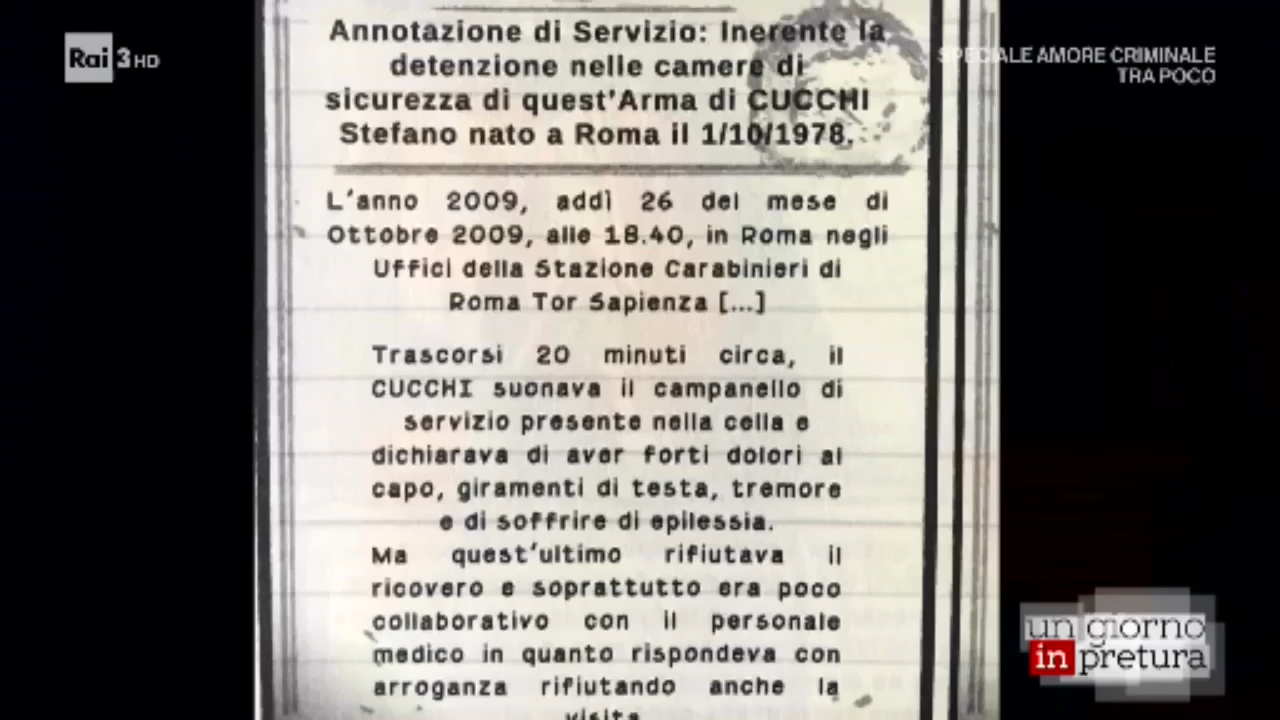 Rai 3 HD
SPECIALE AMORE CRIMINALE
TRA POCO
Annotazione di Servizio: Inerente la
detenzione nelle camere di
sicurezza di quest'Arma di CUCCHI
Stefano nato a Roma il 1/10/1978.
L'anno 2009, addì 26 del mese di
Ottobre 2009, alle 18.40, in Roma negli
Uffici della Stazione Carabinieri di
Roma Tor Sapienza [...]
Trascorsi 20 minuti circa, il
CUCCHI suonava il campanello di
servizio presente nella cella e
dichiarava di aver forti dolori al
capo, giramenti di testa, tremore
e di soffrire di epilessia.
Ma quest'ultimo rifiutava il
ricovero e soprattutto era poco
collaborativo con il personale
medico in quanto rispondeva con
arroganza rifiutando anche la
visita
un giorno
in pretura